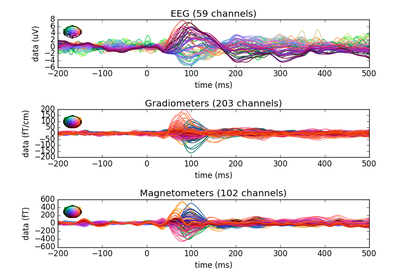 EEG (59 channels)
8
6
4
2
0
−2
−4
−6
data (uV)
−200 −100 0 100 200 300 400 500
time (ms)
Gradiometers (203 channels)
200
150
100
50
0
−50
−100
−150
−200
data (fT/cm)
−200 −100 0 100 200 300 400 500
time (ms)
Magnetometers (102 channels)
600
400
200
0
−200
−400
−600
data (fT)
−200 −100 0 100 200 300 400 500
time (ms)